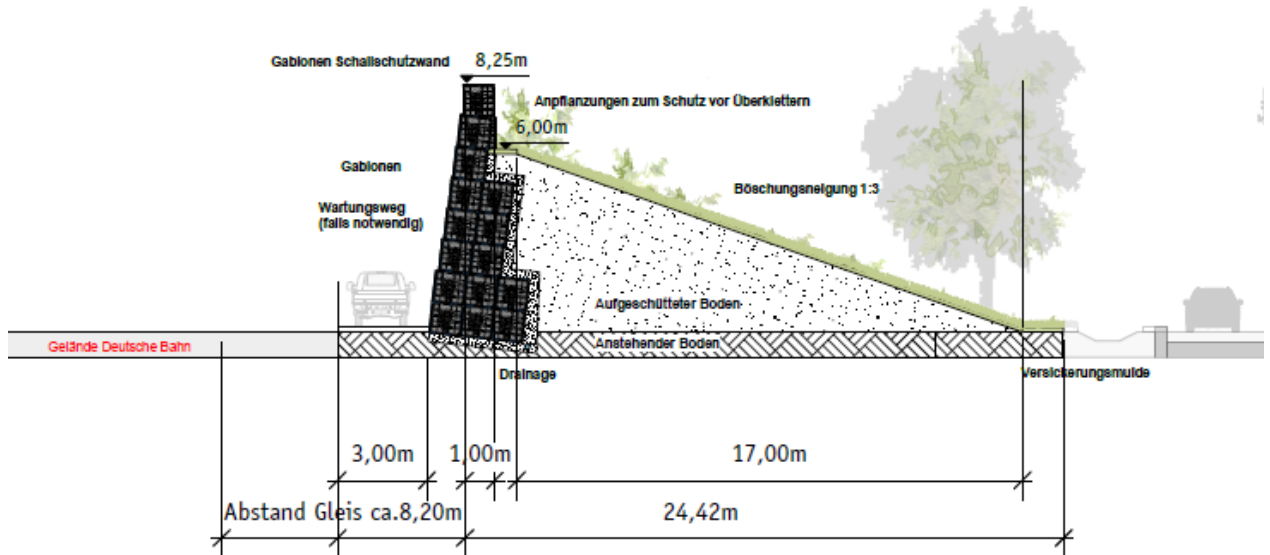 Gabionen Schallschutzwand
8,25m
Anpflanzungen zum Schutz vor Überklettern
6,00m
Gabionen
Böschungsneigung 1:3
Wartungsweg
(falls notwendig)
Aufgeschütteter Boden
Gelände Deutsche Bahn
Anstehender Boden
Drainage
Versickerungsmulde
3,00m
1,00m
17,00m
Abstand Gleis ca.8,20m
24,42m